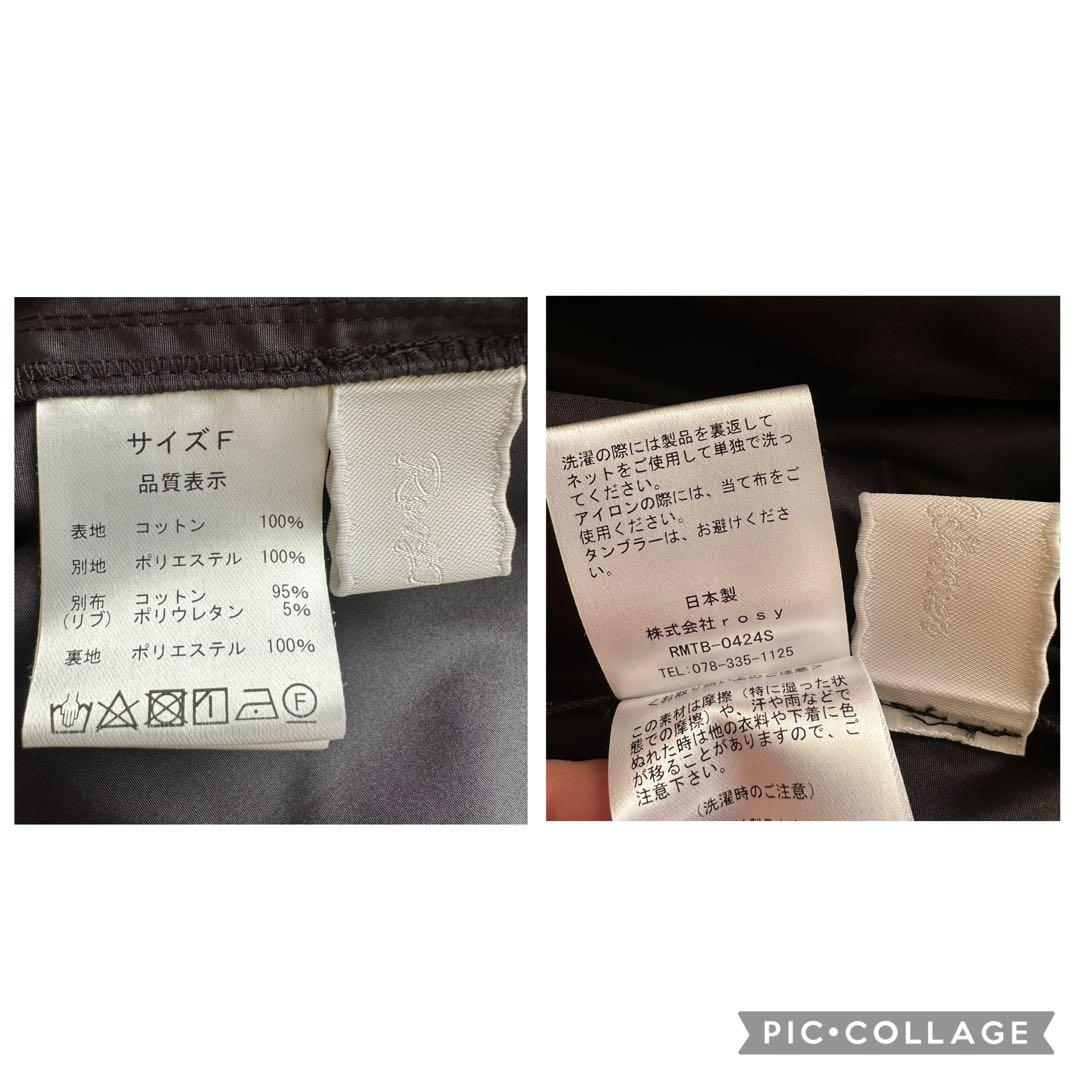 サイズF
品質表示
表地 コットン 100%
別地 ポリエステル 100%
別布 コットン 95%
(リブ) ポリウレタン 5%
裏地 ポリエステル 100%
F
洗濯の際には製品を裏返して
ネットをご使用して単独で洗っ
てください。
アイロンの際には、当て布をご
使用ください。
タンブラーは、お避けくださ
い。
日本製
株式会社rosy
RMTB-0424S
TEL:078-335-1125
<お取り扱い上のご注意>
この素材は摩擦(特に湿った状
態での摩擦)や、汗や雨などで
ぬれた時は他の衣料や下着に色
が移ることがありますので、ご
注意下さい。
(洗濯時のご注意)
PIC•COLLAGE